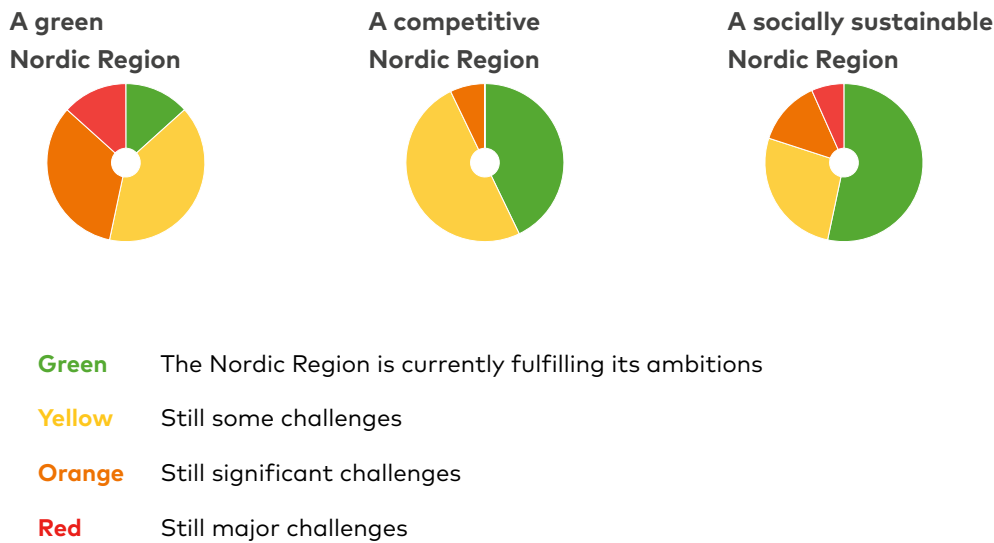 A green
Nordic Region
A competitive
Nordic Region
A socially sustainable
Nordic Region
Green The Nordic Region is currently fulfilling its ambitions
Yellow Still some challenges
Orange Still significant challenges
Red Still major challenges